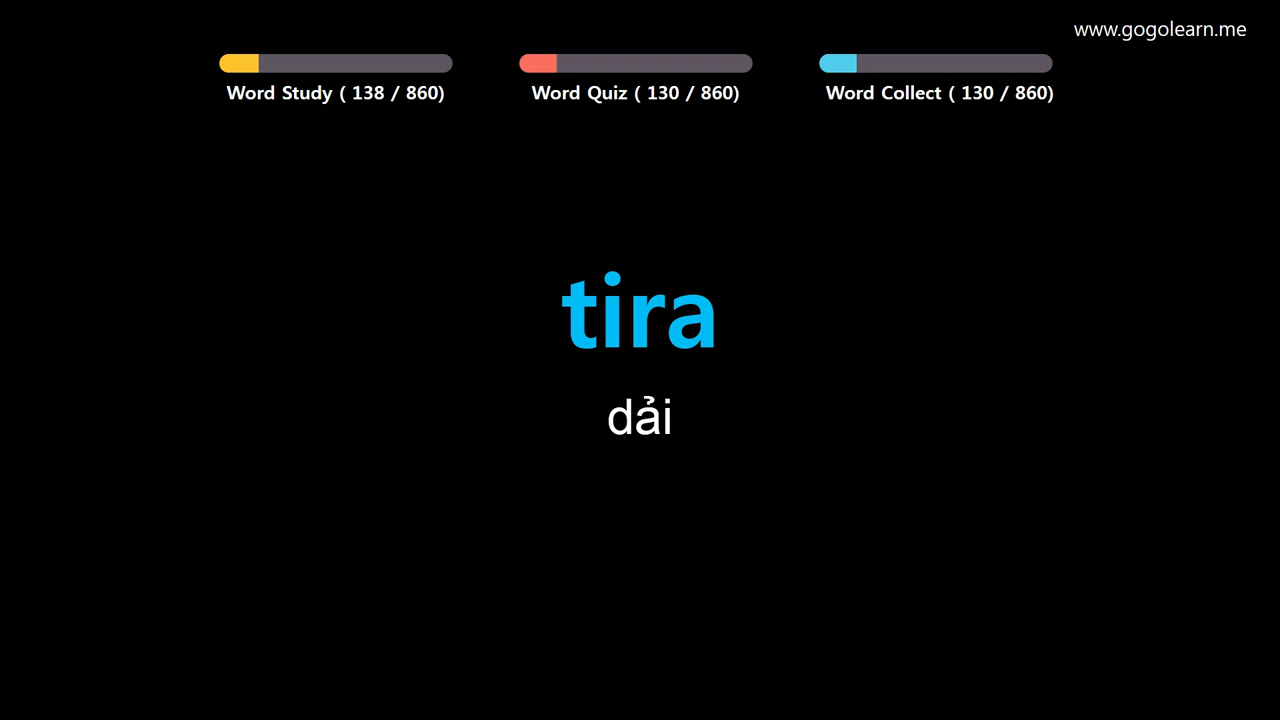 www.gogolearn.me
Word Study ( 138 / 860)
Word Quiz ( 130 / 860)
Word Collect ( 130 / 860)
tira
dải